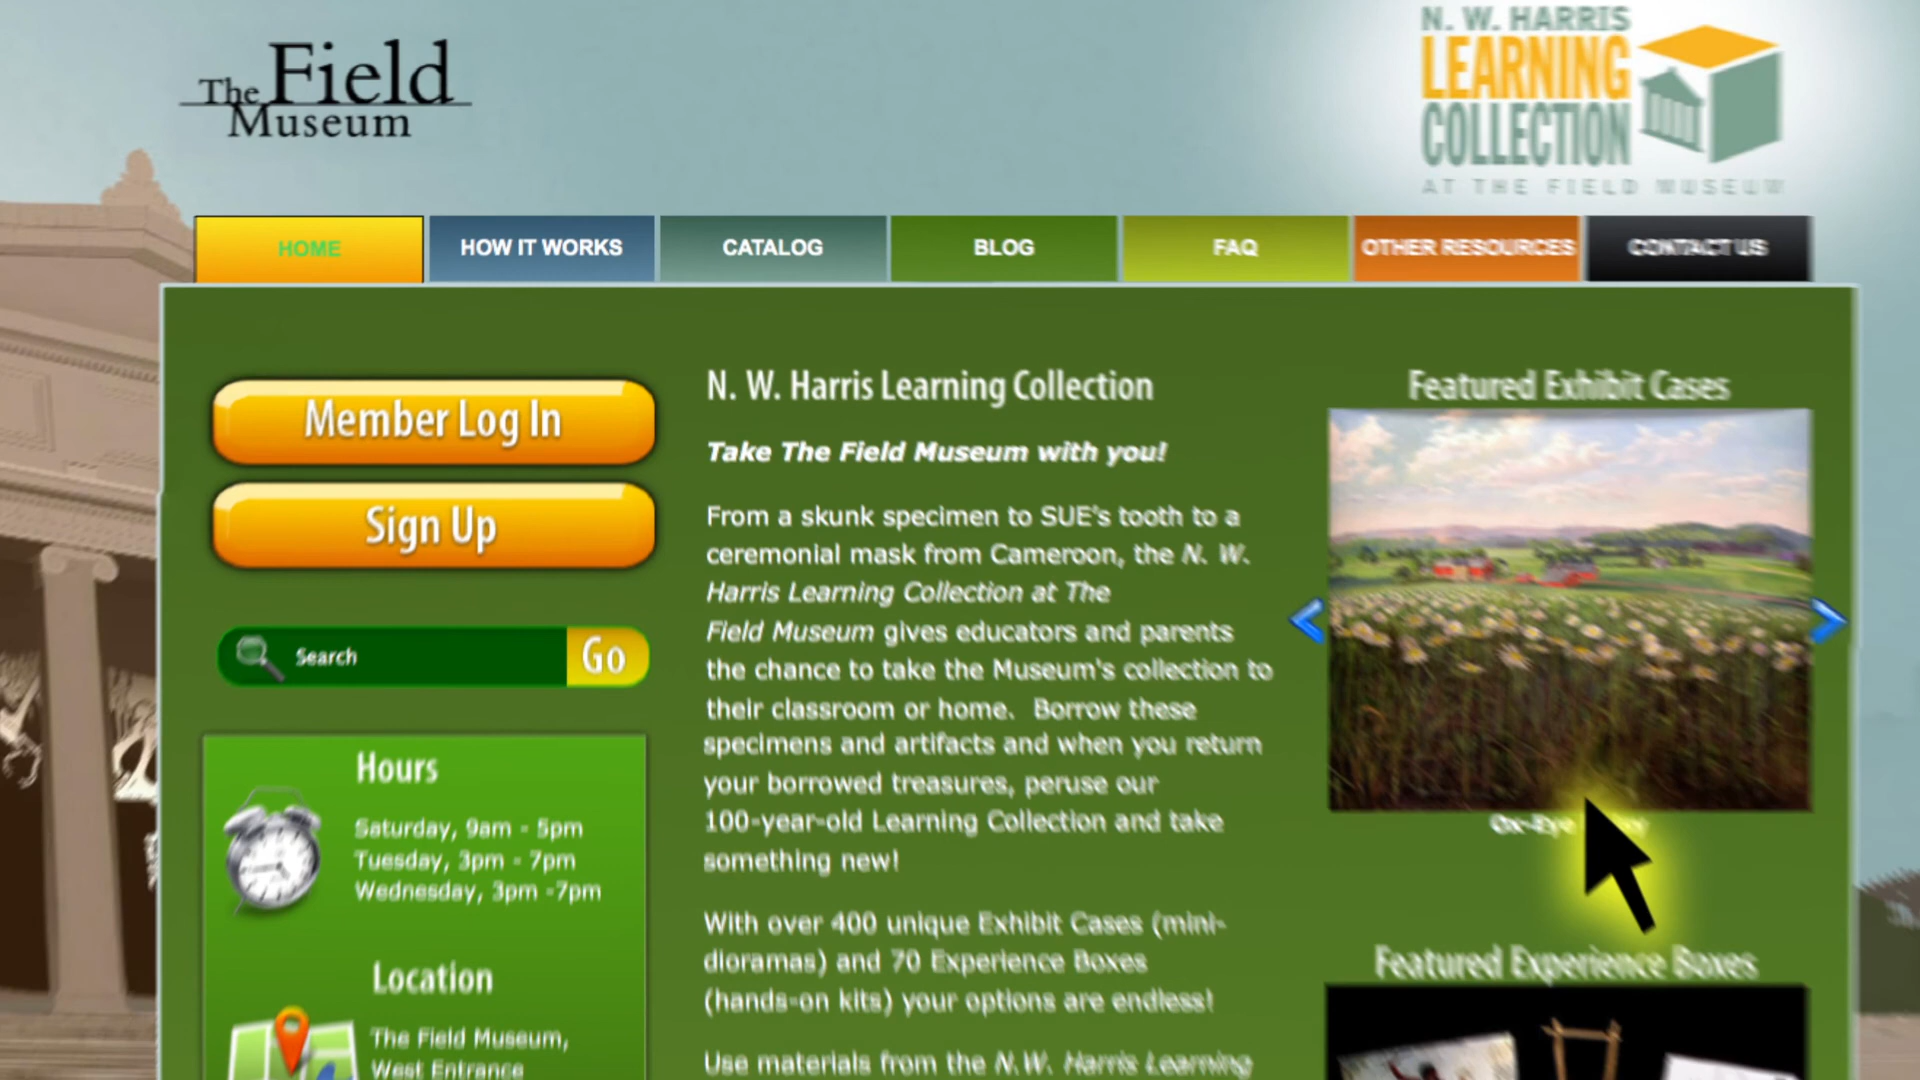 The Field
Museum
N. W. HARRIS
LEARNING
COLLECTION
AT THE FIELD MUSEUM
HOME
HOW IT WORKS
CATALOG
BLOG
FAQ
OTHER RESOURCES
CONTACT US
Member Log In
Sign Up
Search
Go
Hours
Saturday, 9am - 5pm
Tuesday, 3pm - 7pm
Wednesday, 3pm -7pm
Location
The Field Museum,
West Entrance
N. W. Harris Learning Collection
Take The Field Museum with you!
From a skunk specimen to SUE's tooth to a
ceremonial mask from Cameroon, the N. W.
Harris Learning Collection at The
Field Museum gives educators and parents
the chance to take the Museum's collection to
their classroom or home. Borrow these
specimens and artifacts and when you return
your borrowed treasures, peruse our
100-year-old Learning Collection and take
something new!
With over 400 unique Exhibit Cases (mini-
dioramas) and 70 Experience Boxes
(hands-on kits) your options are endless!
Use materials from the N.W. Harris Learning
Featured Exhibit Cases
Ox-Eye
Featured Experience Boxes